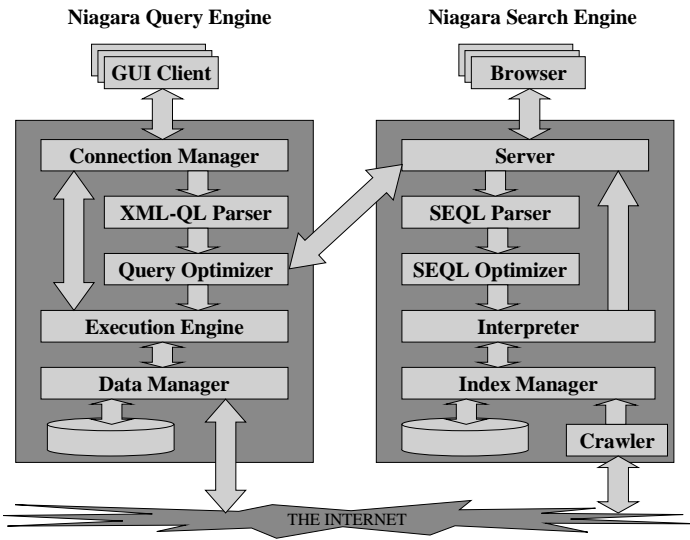 Niagara Query Engine
GUI Client
Connection Manager
XML-QL Parser
Query Optimizer
Execution Engine
Data Manager
Niagara Search Engine
Browser
Server
SEQL Parser
SEQL Optimizer
Interpreter
Index Manager
Crawler
THE INTERNET